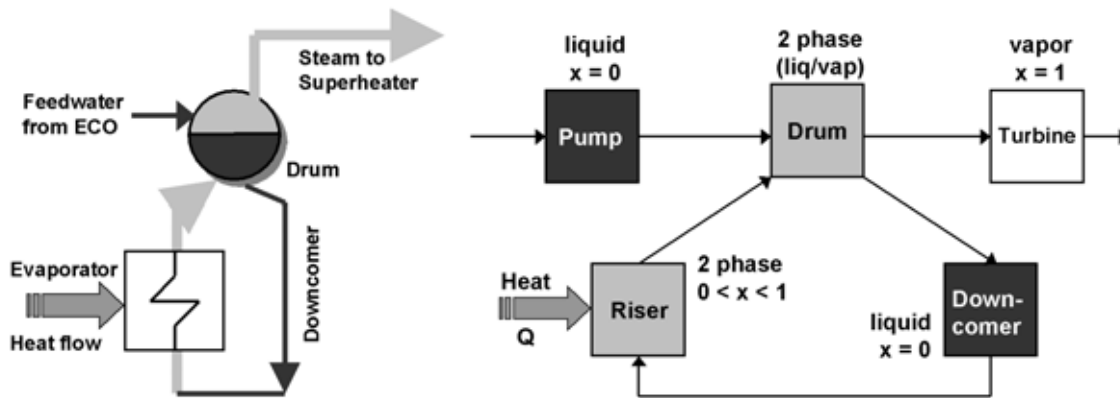 Steam to
Superheater
Feedwater
from ECO
Drum
Downcomer
Evaporator
Heat flow
liquid
x = 0
Pump
2 phase
(liq/vap)
Drum
vapor
x = 1
Turbine
Heat
Q
Riser
2 phase
0 < x < 1
liquid
x = 0
Down-
comer